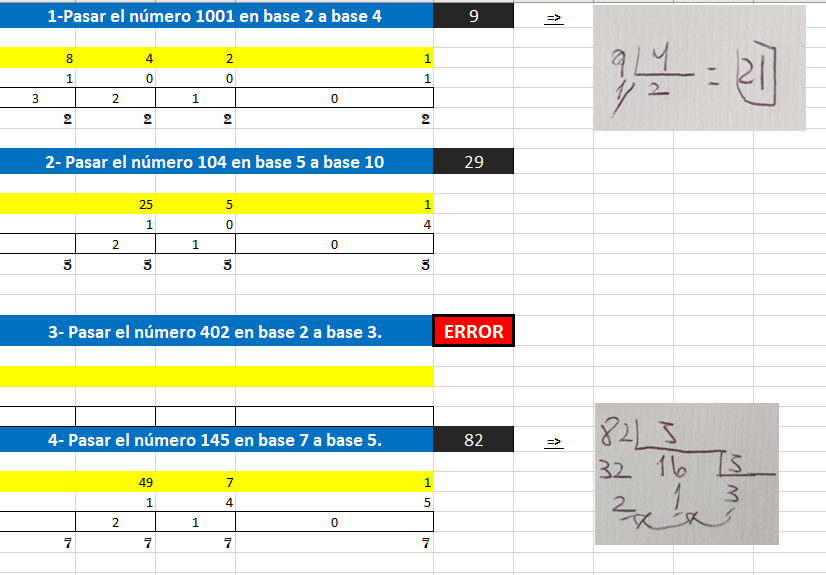 1-Pasar el número 1001 en base 2 a base 4 9 => 9 4
8 4 2 1 1 2 = 21
1 0 0 1
3 2 1 0
2 2 2 2
2- Pasar el número 104 en base 5 a base 10 29
25 5 1
1 0 4
2 1 0
5 5 5 5
3- Pasar el número 402 en base 2 a base 3. ERROR
4- Pasar el número 145 en base 7 a base 5. 82 => 82 5
49 7 1 32 16 5
1 4 5 2 1 3
2 1 0
7 7 7 7